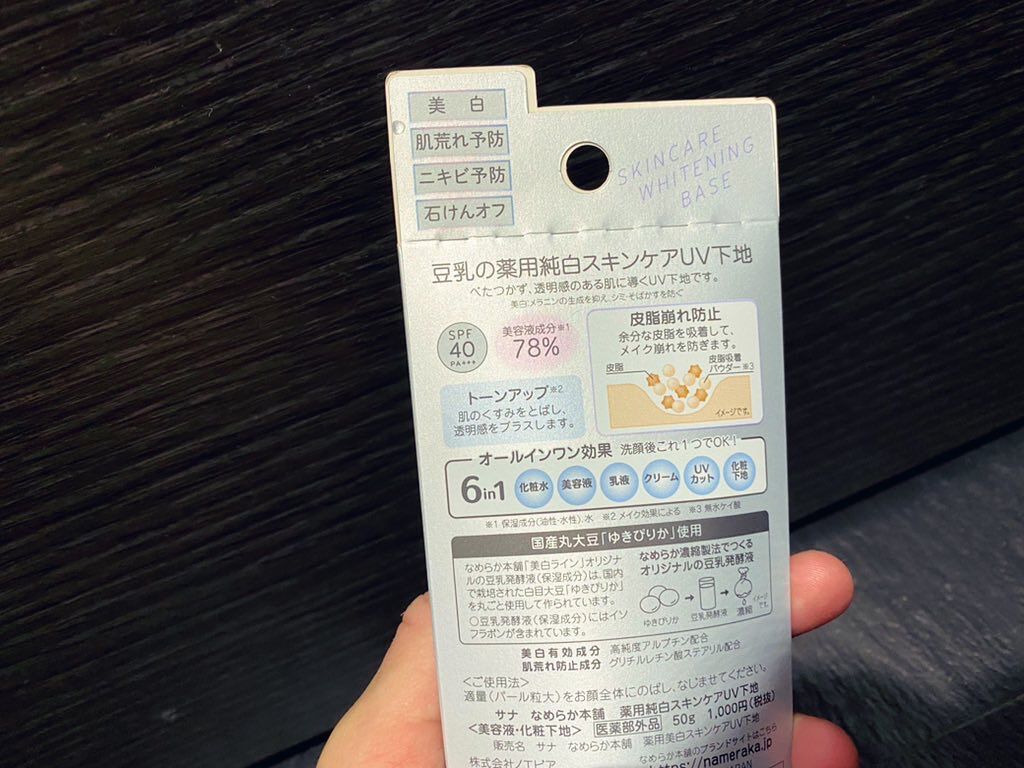 美 白
肌荒れ予防
ニキビ予防
石けんオフ
SKINCARE
WHITENING
BASE
豆乳の薬用純白スキンケアUV下地
べたつかず、透明感のある肌に導くUV下地です。
美白:メラニンの生成を抑え、シミ・そばかすを防ぐ
SPF
40
PA+++
美容液成分※1
78%
皮脂崩れ防止
余分な皮脂を吸着して、
メイク崩れを防ぎます。
皮脂
皮脂吸着
パウダー※3
イメージです。
トーンアップ※2
肌のくすみをとばし、
透明感をプラスします。
オールインワン効果 洗顔後これ1つでOK!
6in1
化粧水
美容液
乳液
クリーム
UV
カット
化粧
下地
※1 保湿成分(油性・水性)、水 ※2 メイク効果による ※3 無水ケイ酸
国産丸大豆「ゆきぴりか」使用
なめらか本舗「美白ライン」オリジナ
ルの豆乳発酵液(保湿成分)は、国内
で栽培された白目大豆「ゆきぴりか」
を丸ごと使用して作られています。
○豆乳発酵液(保湿成分)にはイソ
フラボンが含まれています。
なめらか濃縮製法でつくる
オリジナルの豆乳発酵液
ゆきぴりか
豆乳発酵液
濃縮
イメージ
です。
美白有効成分 高純度アルブチン配合
肌荒れ防止成分 グリチルレチン酸ステアリル配合
<ご使用法>
適量(パール粒大)をお顔全体にのばし、なじませてください。
サナ なめらか本舗 薬用純白スキンケアUV下地
<美容液・化粧下地> 医薬部外品 50g 1,000円(税抜)
販売名 サナ なめらか本舗 薬用美白スキンケアUV下地
なめらか本舗のブランドサイトはこちら
株式会社ノエビア
https://nameraka.jp